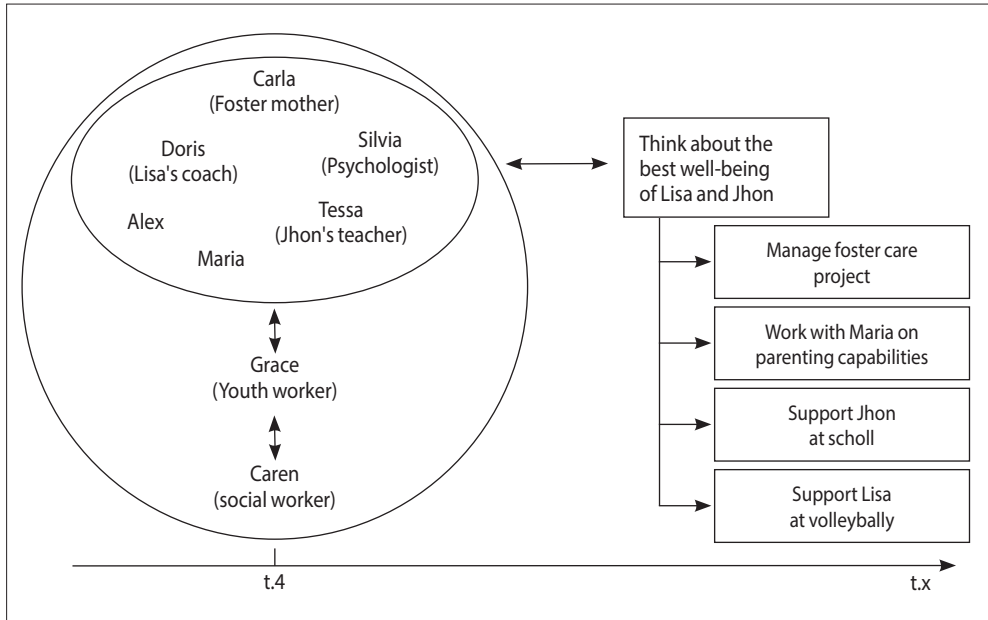 Carla
(Foster mother)
Doris
(Lisa's coach)
Silvia
(Psychologist)
Alex
Tessa
(Jhon's teacher)
Maria
Grace
(Youth worker)
Caren
(social worker)
Think about the
best well-being
of Lisa and Jhon
Manage foster care
project
Work with Maria on
parenting capabilities
Support Jhon
at scholl
Support Lisa
at volleybally
t.4
t.x